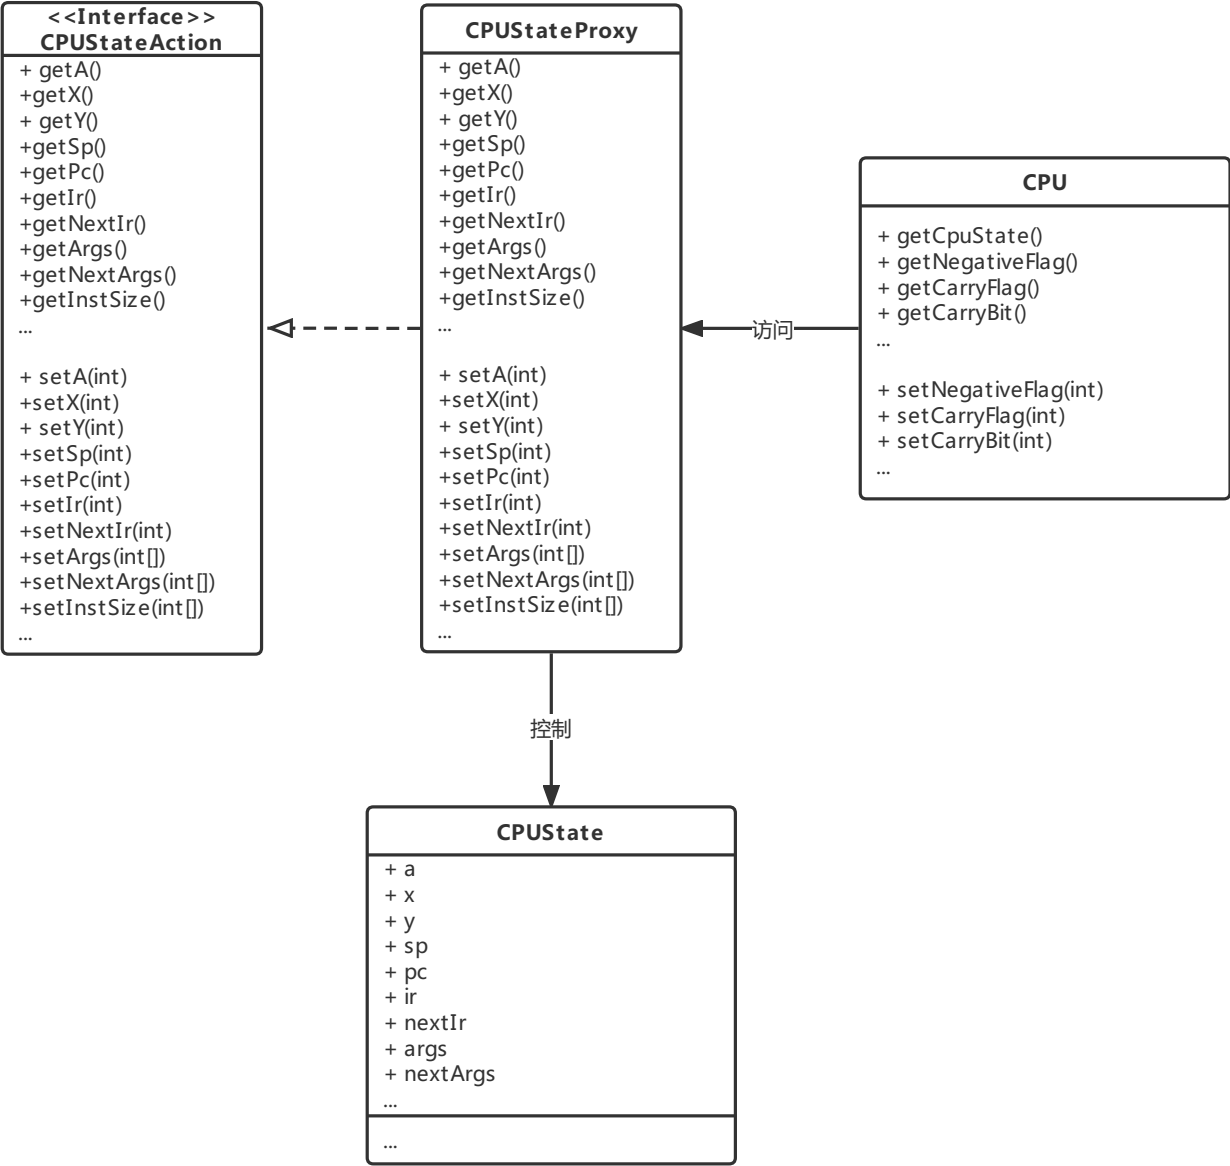 <<Interface>>
CPUStateAction
+ getA()
+getX()
+ getY()
+getSp()
+getPc()
+getIr()
+getNextIr()
+getArgs()
+getNextArgs()
+getInstSize()
...
+ setA(int)
+setX(int)
+ setY(int)
+setSp(int)
+setPc(int)
+setIr(int)
+setNextIr(int)
+setArgs(int[])
+setNextArgs(int[])
+setInstSize(int[])
...
CPUStateProxy
+ getA()
+getX()
+ getY()
+getSp()
+getPc()
+getIr()
+getNextIr()
+getArgs()
+getNextArgs()
+getInstSize()
...
+ setA(int)
+setX(int)
+ setY(int)
+setSp(int)
+setPc(int)
+setIr(int)
+setNextIr(int)
+setArgs(int[])
+setNextArgs(int[])
+setInstSize(int[])
...
访问
CPU
+ getCpuState()
+ getNegativeFlag()
+ getCarryFlag()
+ getCarryBit()
...
+ setNegativeFlag(int)
+ setCarryFlag(int)
+ setCarryBit(int)
...
控制
CPUState
+ a
+ x
+ y
+ sp
+ pc
+ ir
+ nextIr
+ args
+ nextArgs
...
...